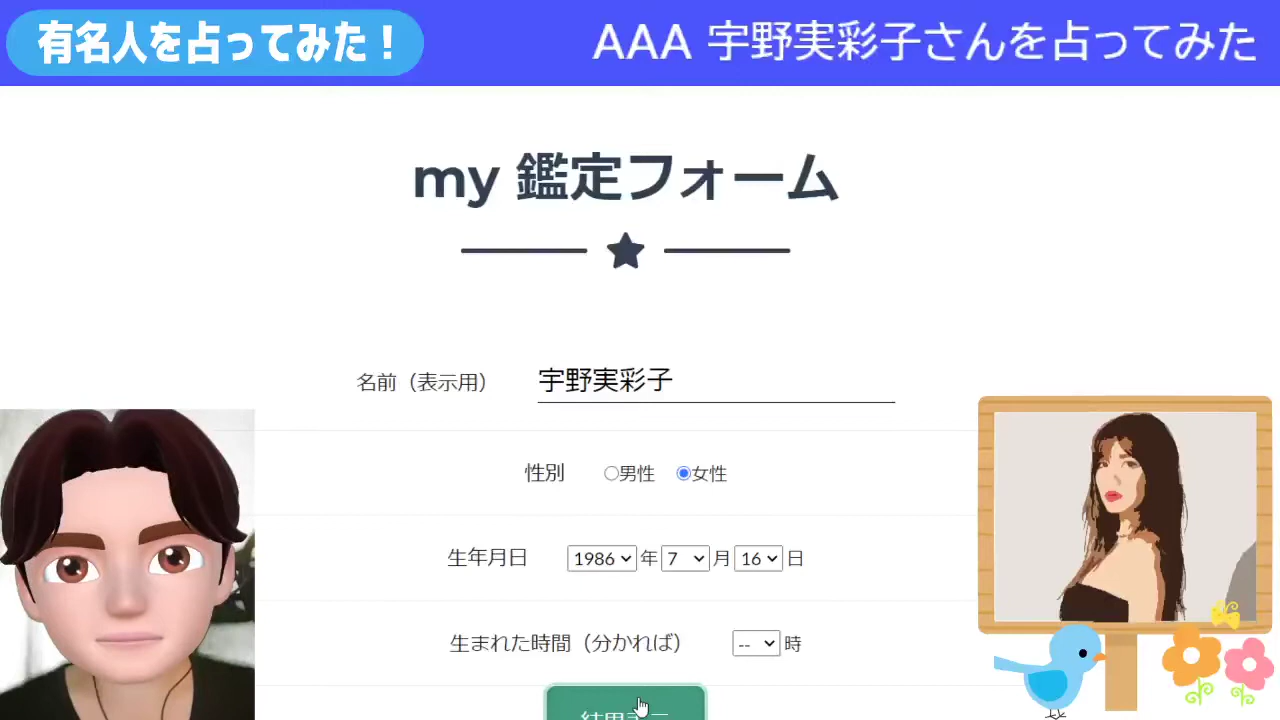 有名人を占ってみた！
AAA 宇野実彩子さんを占ってみた
my 鑑定フォーム
名前（表示用） 宇野実彩子
性別 男性 女性
生年月日 1986 年 7 月 16 日
生まれた時間（分かれば） -- 時